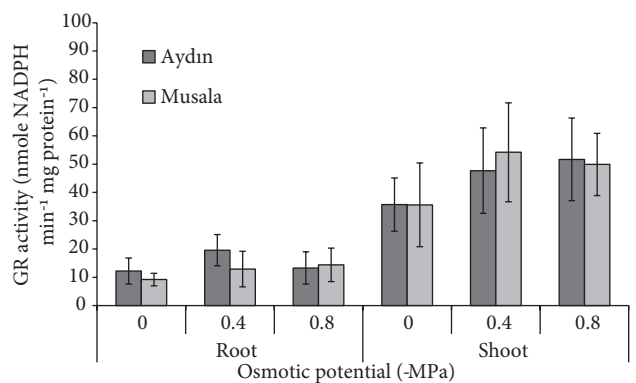 GR activity (nmole NADPH
min⁻¹ mg protein⁻¹)
100
90
80
70
60
50
40
30
20
10
0
Aydın
Musala
0 0.4 0.8 0 0.4 0.8
Root Shoot
Osmotic potential (-MPa)